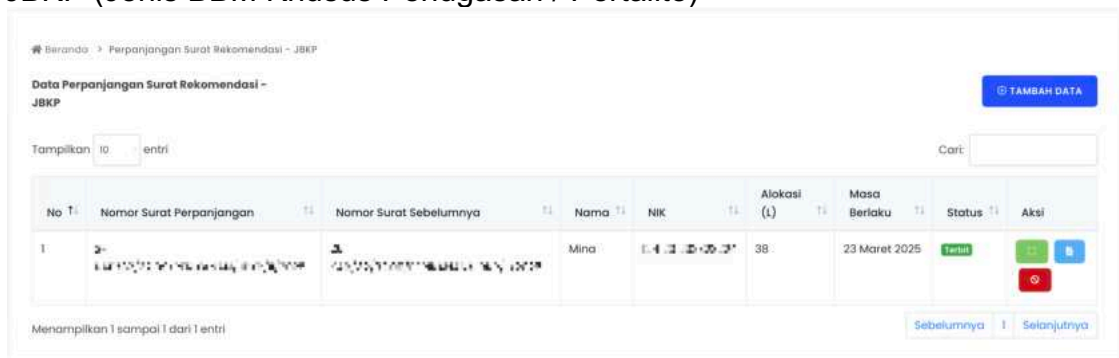 JBKP (Jenis BBM Khusus Penugasan / Pertalite)
Beranda > Perpanjangan Surat Rekomendasi - JBKP
Data Perpanjangan Surat Rekomendasi -
JBKP
TAMBAH DATA
Tampilkan 10 entri
Cari:
No Nomor Surat Perpanjangan Nomor Surat Sebelumnya Nama NIK Alokasi (L) Masa Berlaku Status Aksi
1 Mina 38 23 Maret 2025 Terbit
Menampilkan 1 sampai 1 dari 1 entri
Sebelumnya 1 Selanjutnya